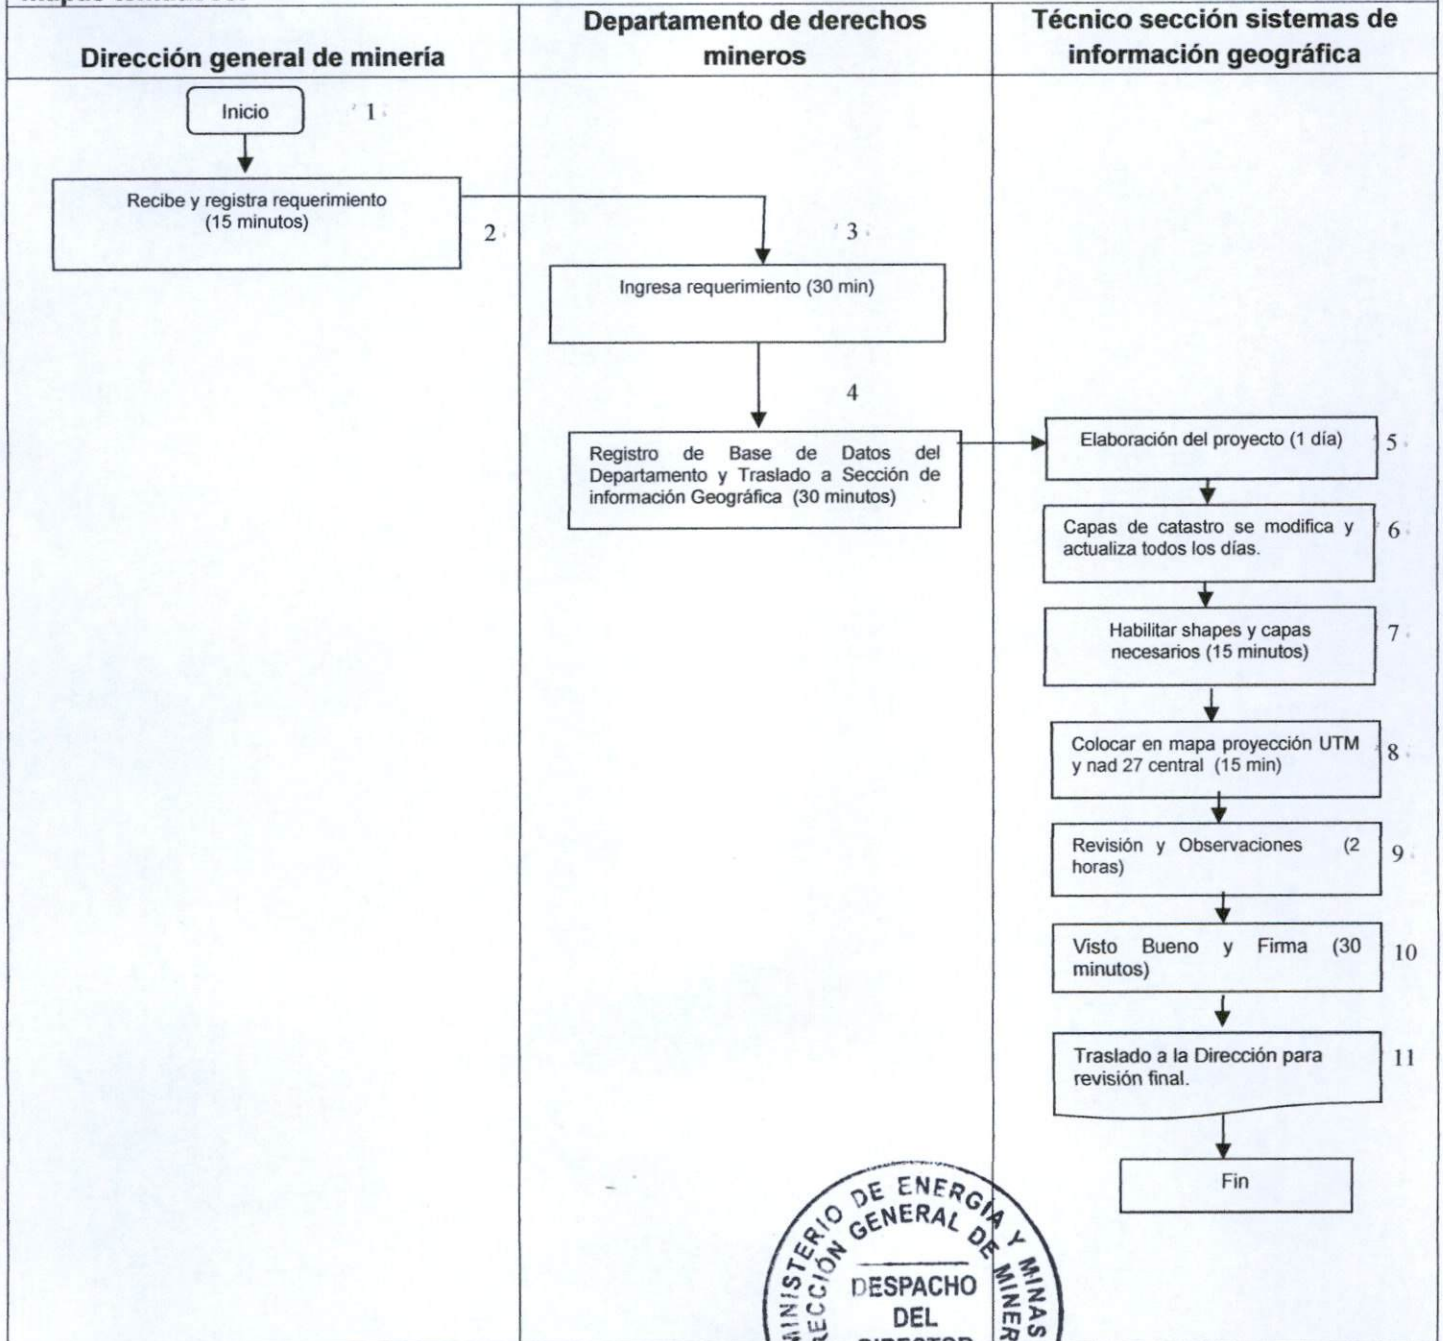 Dirección general de minería
Departamento de derechos
mineros
Técnico sección sistemas de
información geográfica
Inicio
1
Recibe y registra requerimiento
(15 minutos)
2
3
Ingresa requerimiento (30 min)
4
Registro de Base de Datos del
Departamento y Traslado a Sección de
información Geográfica (30 minutos)
Elaboración del proyecto (1 día)
5
Capas de catastro se modifica y
actualiza todos los días.
6
Habilitar shapes y capas
necesarios (15 minutos)
7
Colocar en mapa proyección UTM
y nad 27 central (15 min)
8
Revisión y Observaciones (2
horas)
9
Visto Bueno y Firma (30
minutos)
10
Traslado a la Dirección para
revisión final.
11
Fin
MINISTERIO DE ENERGÍA Y MINAS
GENERAL DE
DESPACHO
DEL